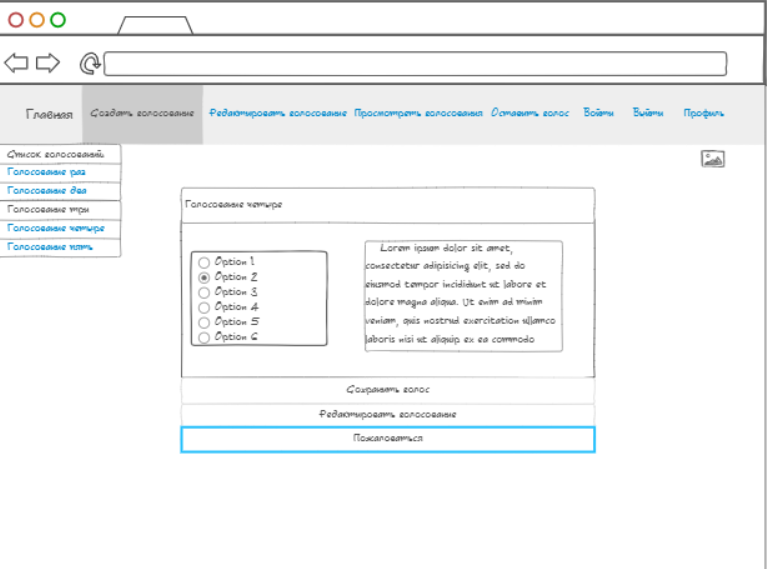 Главная Создать голосование Редактировать голосование Просмотреть голосования Оставить голос Войти Выйти Профиль
Список голосований
Голосование раз
Голосование два
Голосование три
Голосование четыре
Голосование пять
Голосование четыре
Option 1
Option 2
Option 3
Option 4
Option 5
Option 6
Lorem ipsum dolor sit amet,
consectetur adipisicing elit, sed do
eiusmod tempor incididunt ut labore et
dolore magna aliqua. Ut enim ad minim
veniam, quis nostrud exercitation ullamco
laboris nisi ut aliquip ex ea commodo
Сохранить голос
Редактировать голосование
Пожаловаться